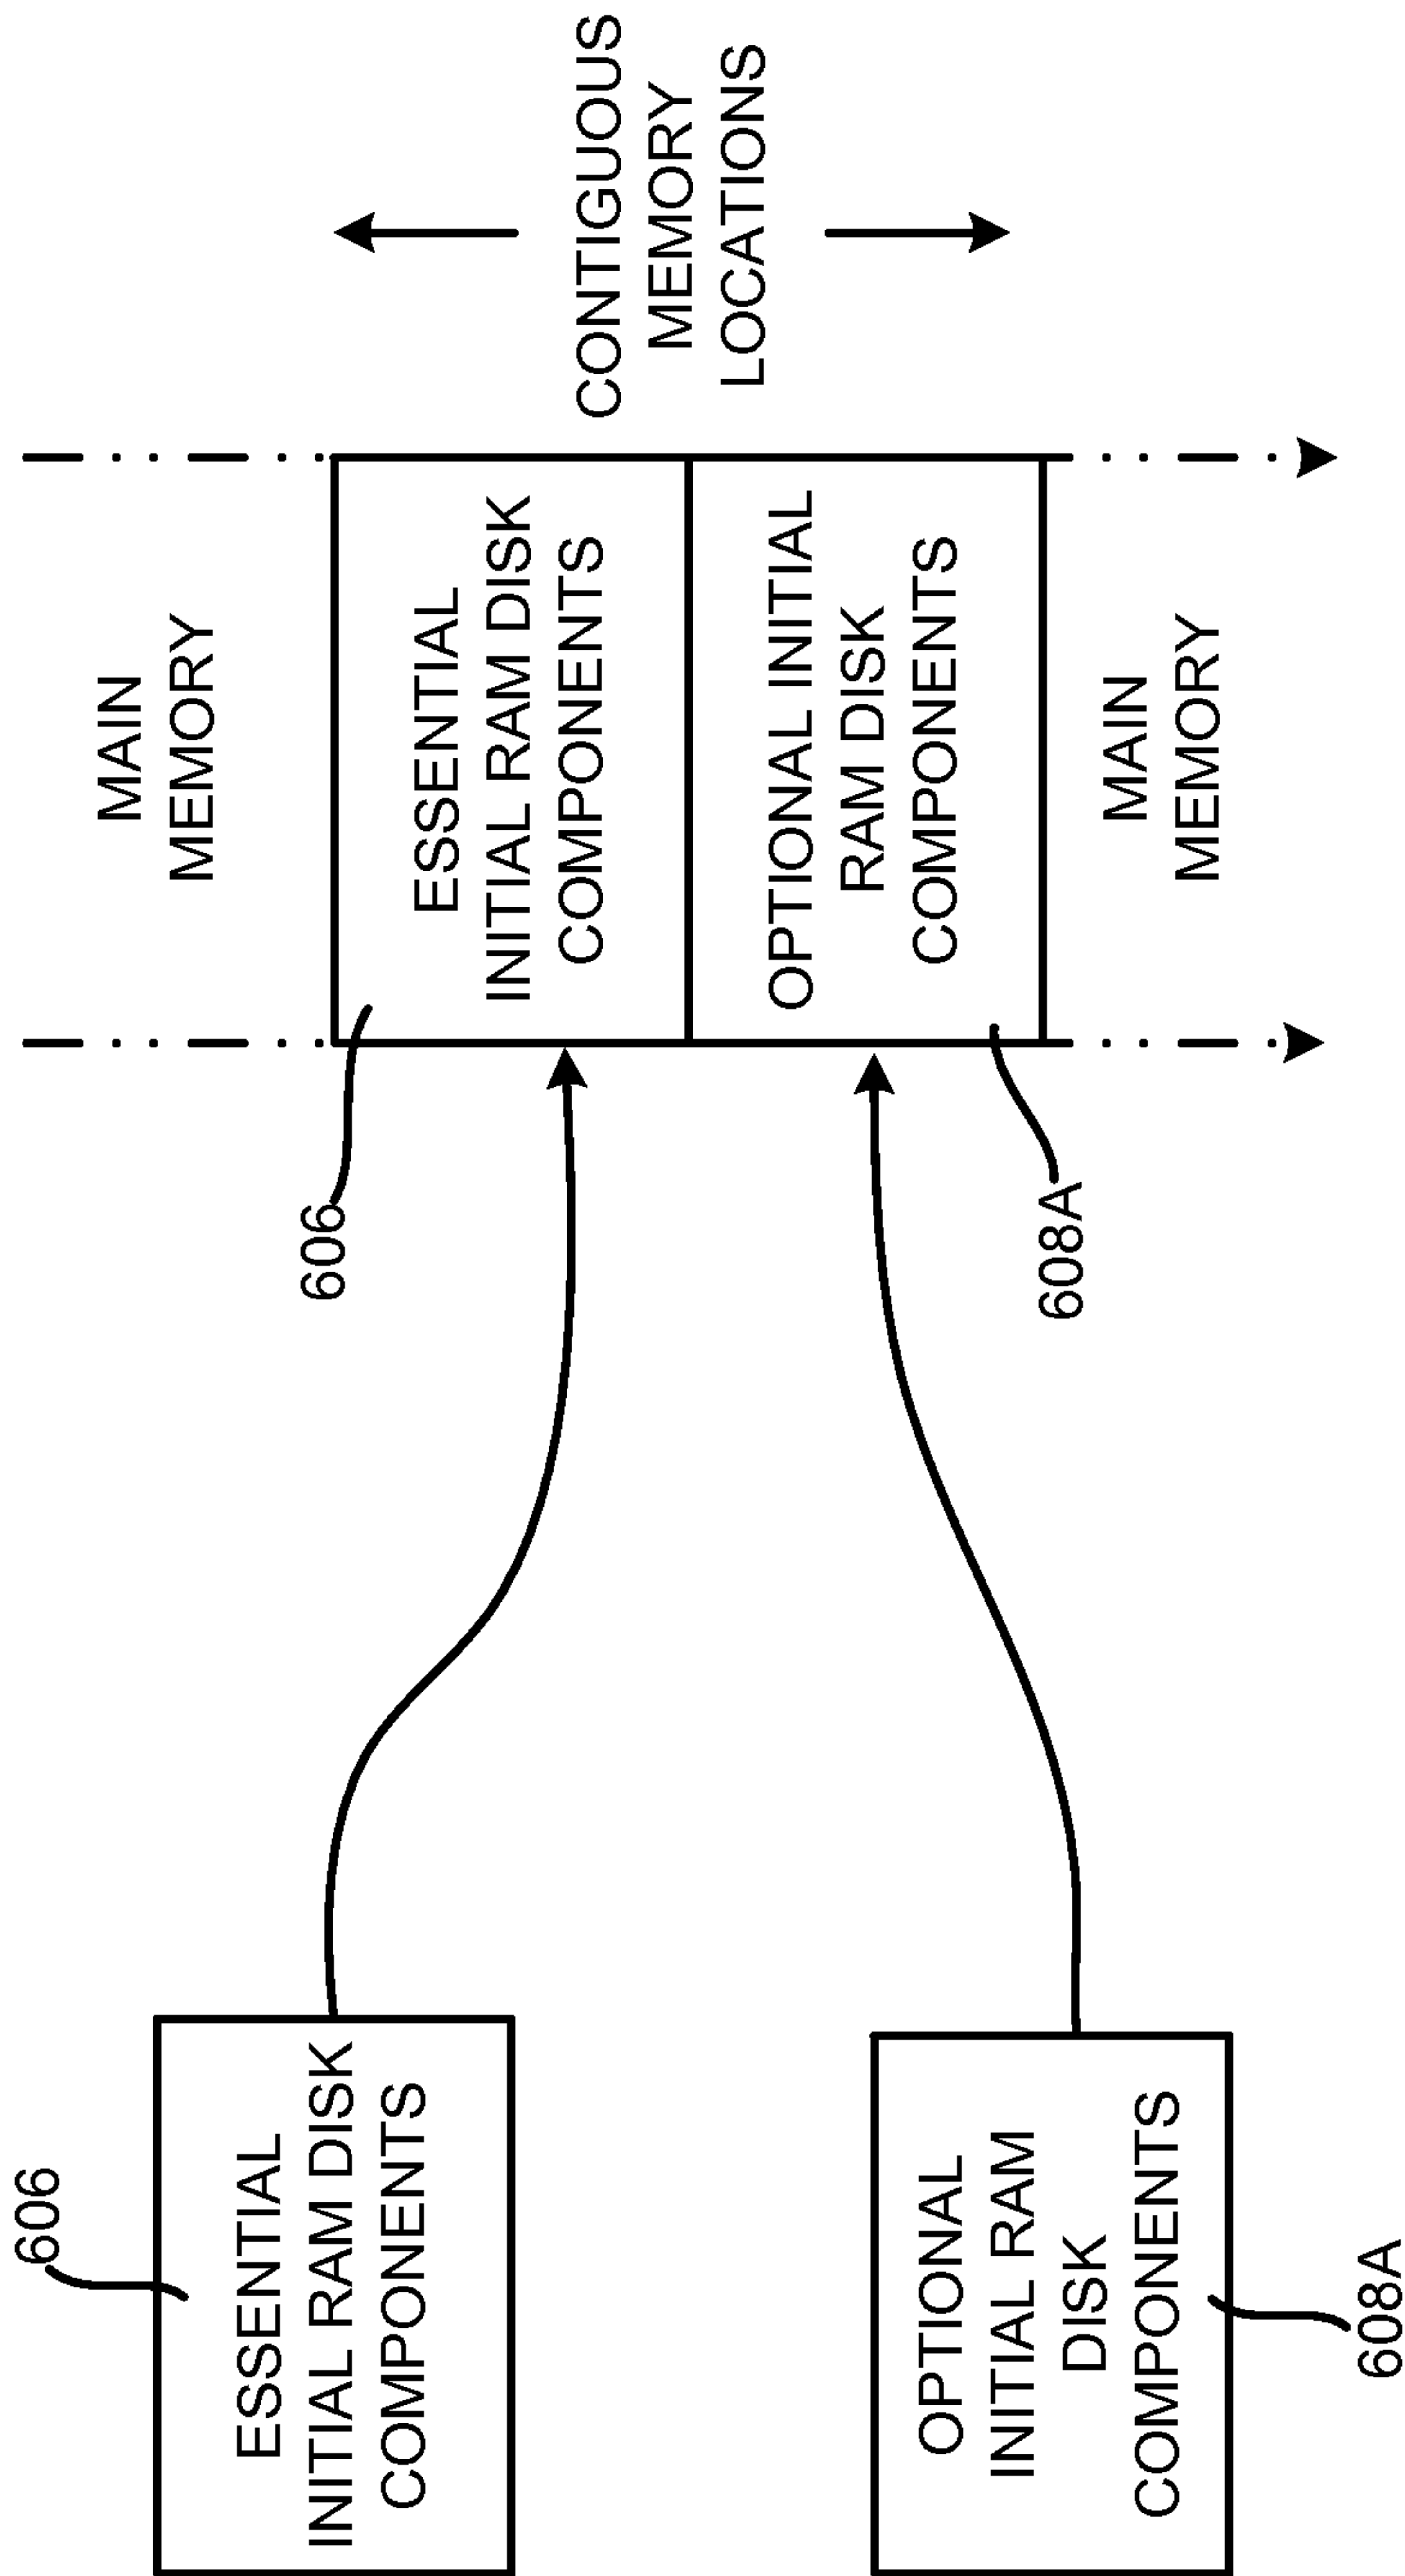 606
ESSENTIAL
INITIAL RAM DISK
COMPONENTS
OPTIONAL
INITIAL RAM
DISK
COMPONENTS
608A
MAIN
MEMORY
606
ESSENTIAL
INITIAL RAM DISK
COMPONENTS
OPTIONAL INITIAL
RAM DISK
COMPONENTS
608A
MAIN
MEMORY
CONTIGUOUS
MEMORY
LOCATIONS